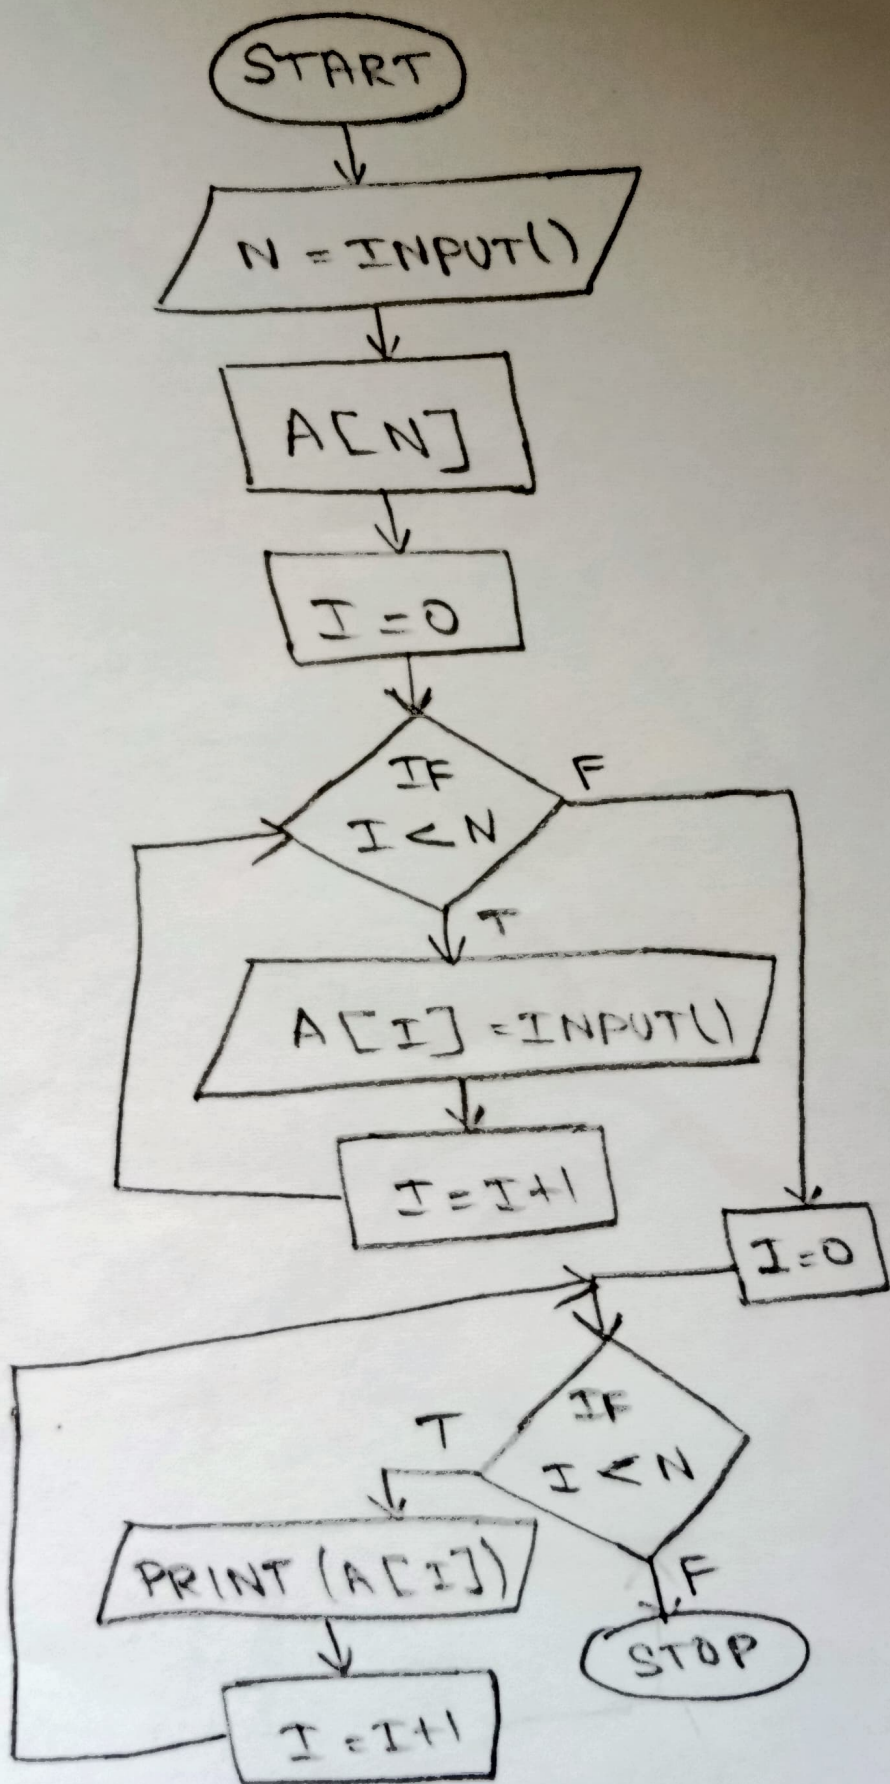 START
N = INPUT()
A[N]
I = 0
IF
I < N
F
T
A[I] = INPUT()
I = I + 1
I = 0
IF
I < N
T
F
PRINT (A[I])
STOP
I = I + 1